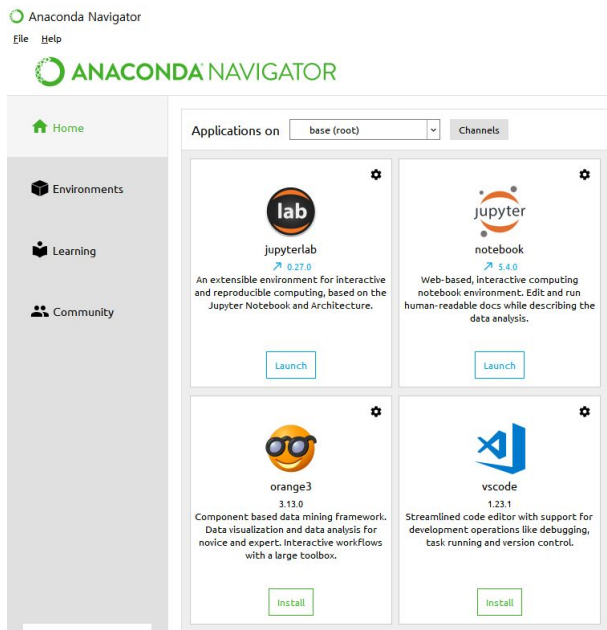 Anaconda Navigator
File Help
ANACONDA NAVIGATOR
Home
Environments
Learning
Community
Applications on base (root) Channels
lab
jupyterlab
0.27.0
An extensible environment for interactive
and reproducible computing, based on the
Jupyter Notebook and Architecture.
Launch
jupyter
notebook
5.4.0
Web-based, interactive computing
notebook environment. Edit and run
human-readable docs while describing the
data analysis.
Launch
orange3
3.13.0
Component based data mining framework.
Data visualization and data analysis for
novice and expert. Interactive workflows
with a large toolbox.
Install
vscode
1.23.1
Streamlined code editor with support for
development operations like debugging,
task running and version control.
Install